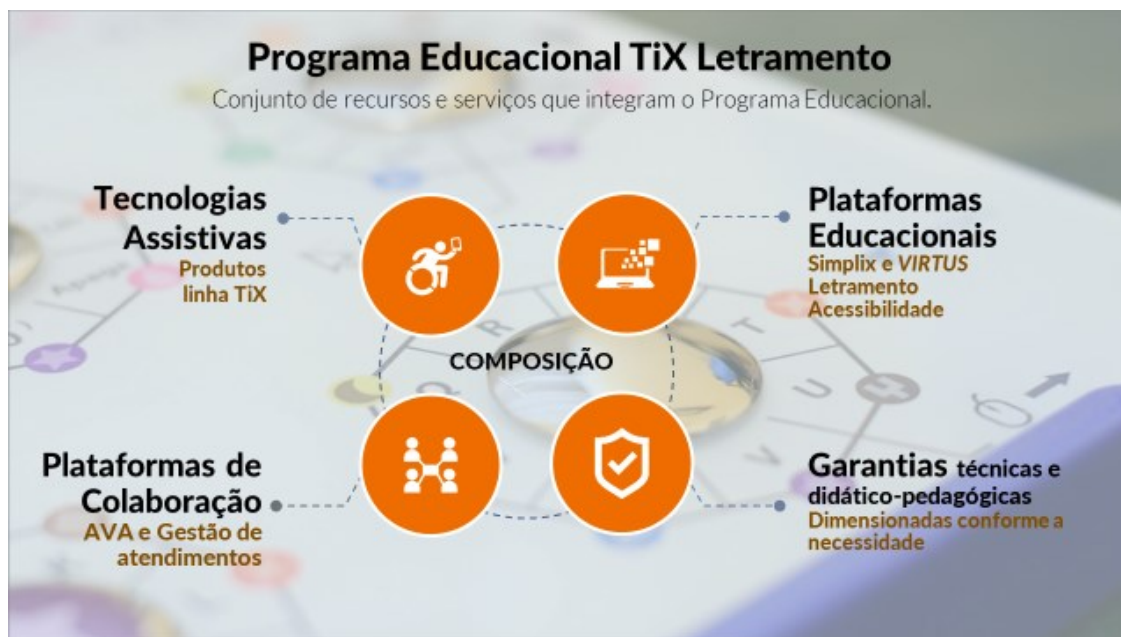 Programa Educacional TiX Letramento
Conjunto de recursos e serviços que integram o Programa Educacional.
Tecnologias
Assistivas
Produtos
linha TiX
Plataformas
Educacionais
Simplix e VIRTUS
Letramento
Acessibilidade
COMPOSIÇÃO
Plataformas de
Colaboração
AVA e Gestão de
atendimentos
Garantias técnicas e
didático-pedagógicas
Dimensionadas conforme a
necessidade
R
T
Q
U
V
K